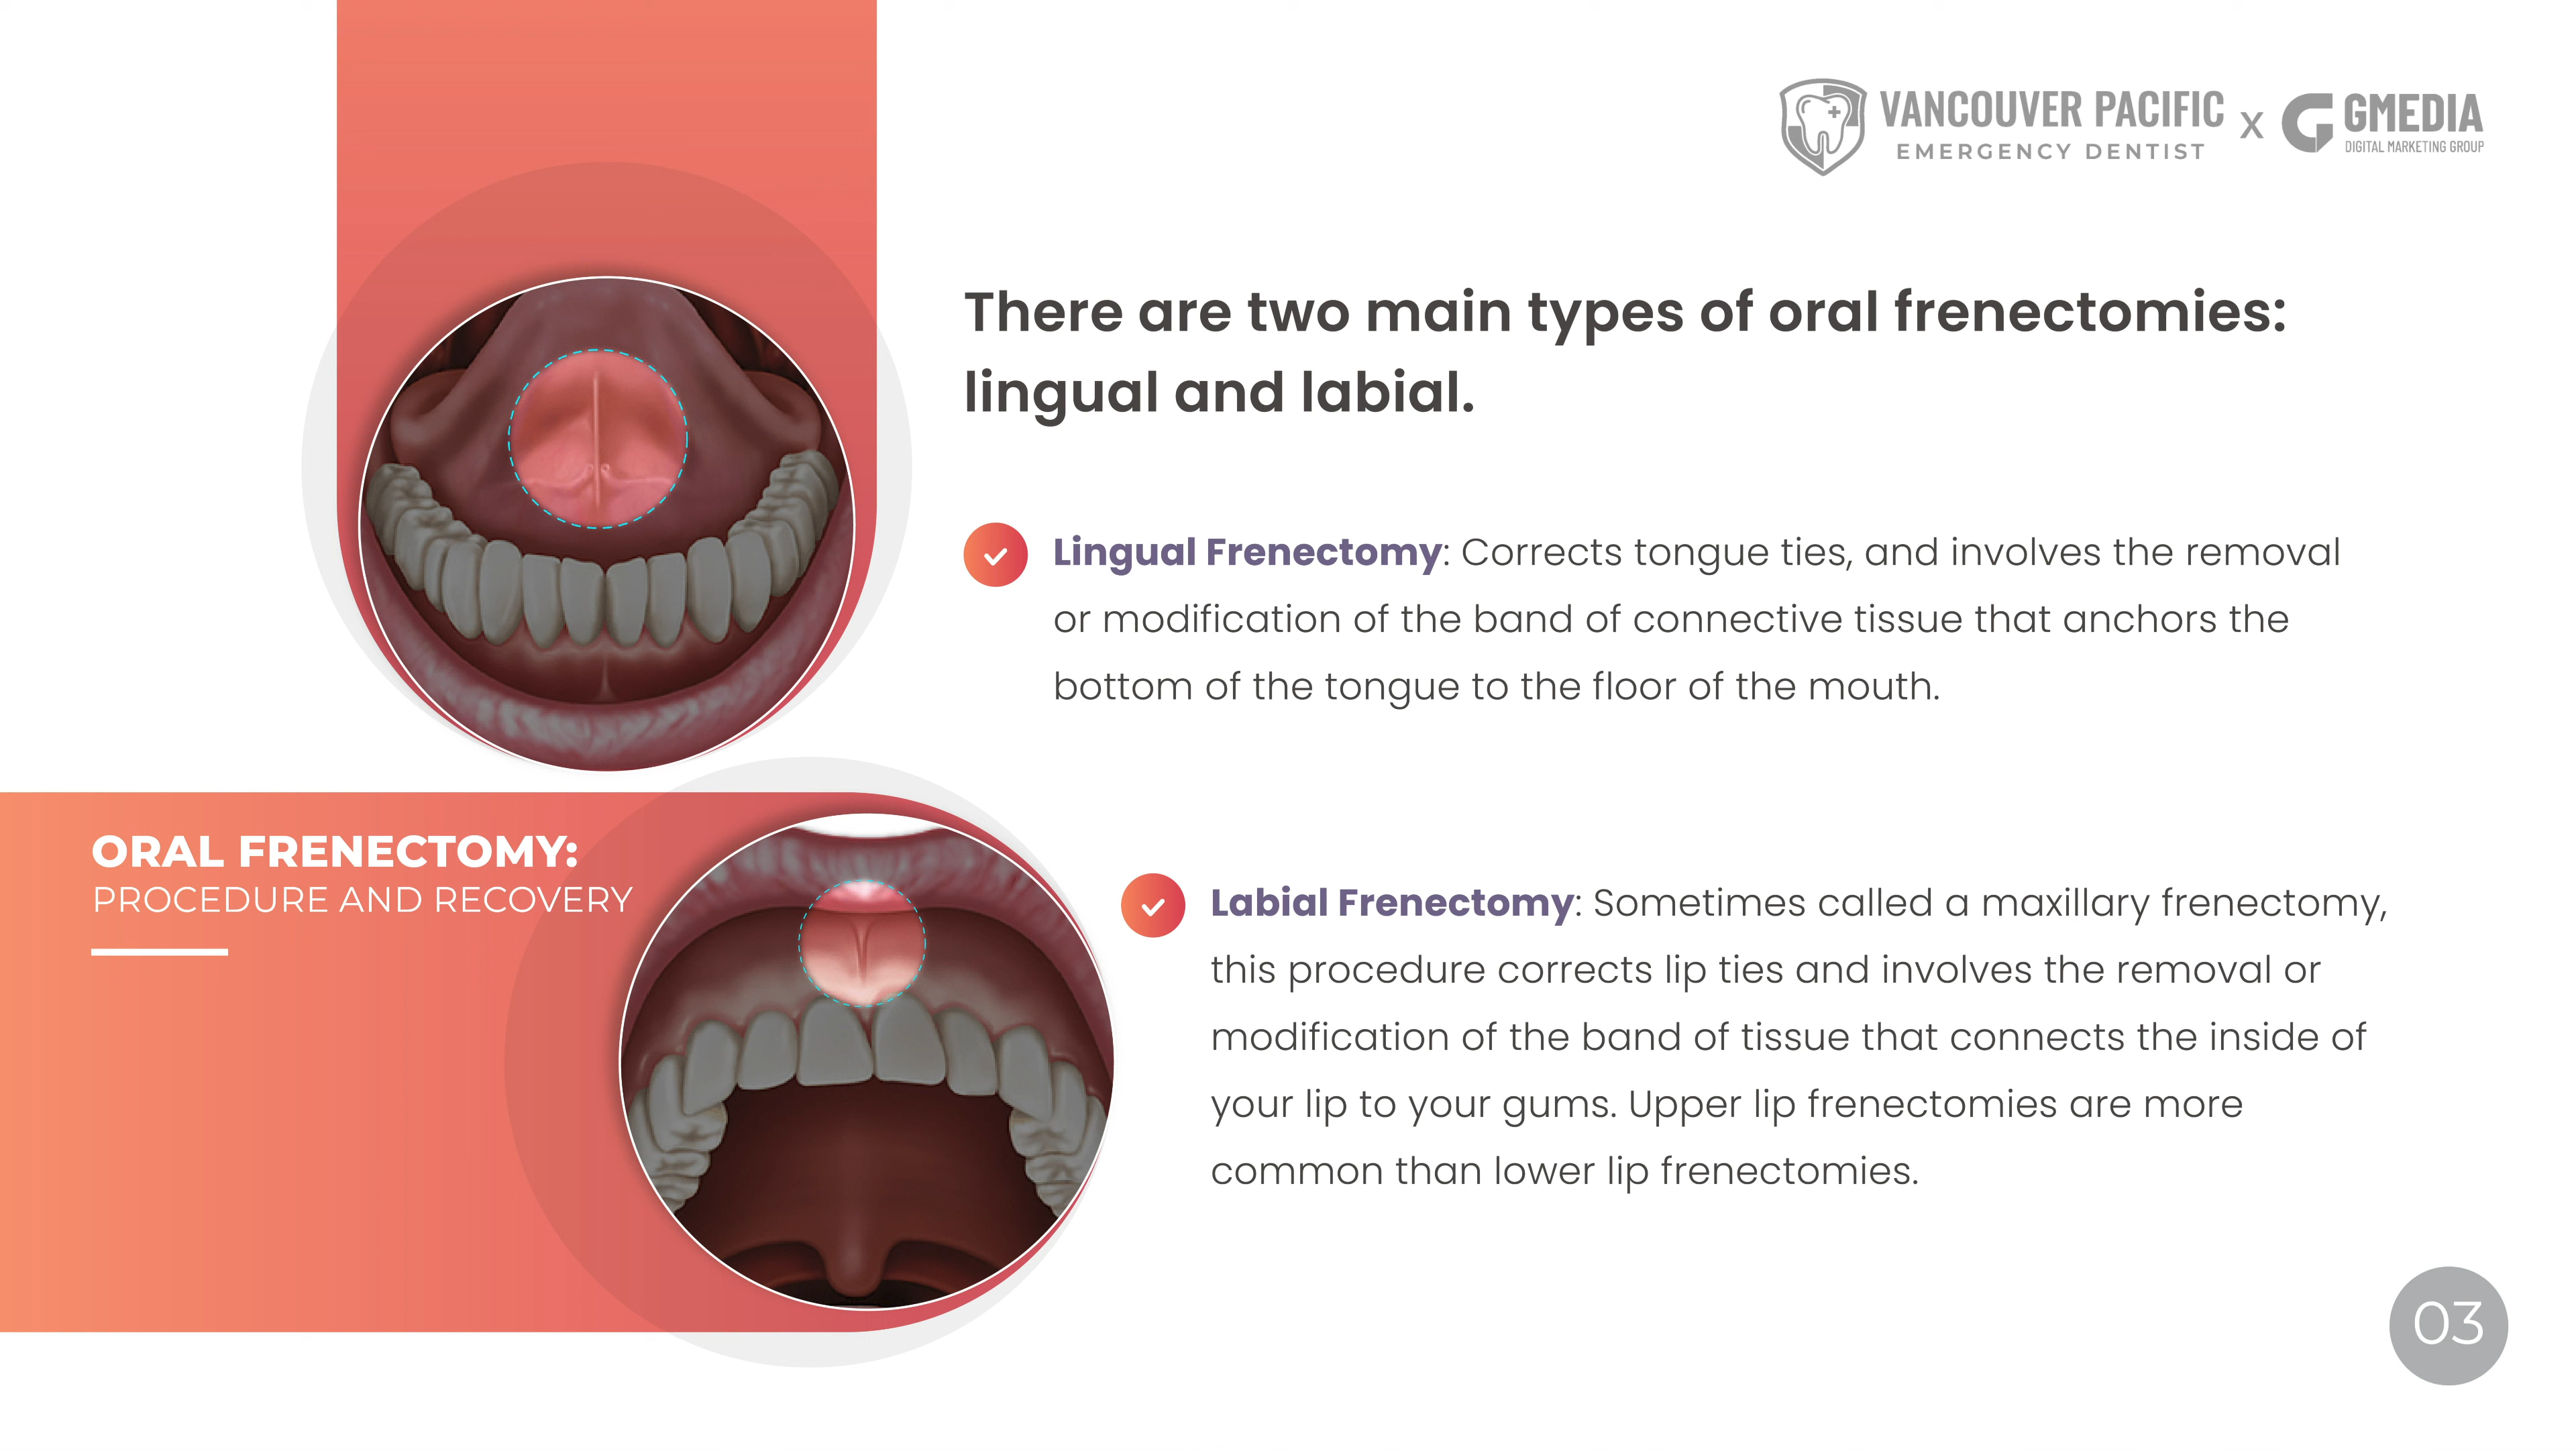 VANCOUVER PACIFIC
EMERGENCY DENTIST
X
GMEDIA
DIGITAL MARKETING GROUP
There are two main types of oral frenectomies:
lingual and labial.
Lingual Frenectomy: Corrects tongue ties, and involves the removal
or modification of the band of connective tissue that anchors the
bottom of the tongue to the floor of the mouth.
ORAL FRENECTOMY:
PROCEDURE AND RECOVERY
Labial Frenectomy: Sometimes called a maxillary frenectomy,
this procedure corrects lip ties and involves the removal or
modification of the band of tissue that connects the inside of
your lip to your gums. Upper lip frenectomies are more
common than lower lip frenectomies.
03